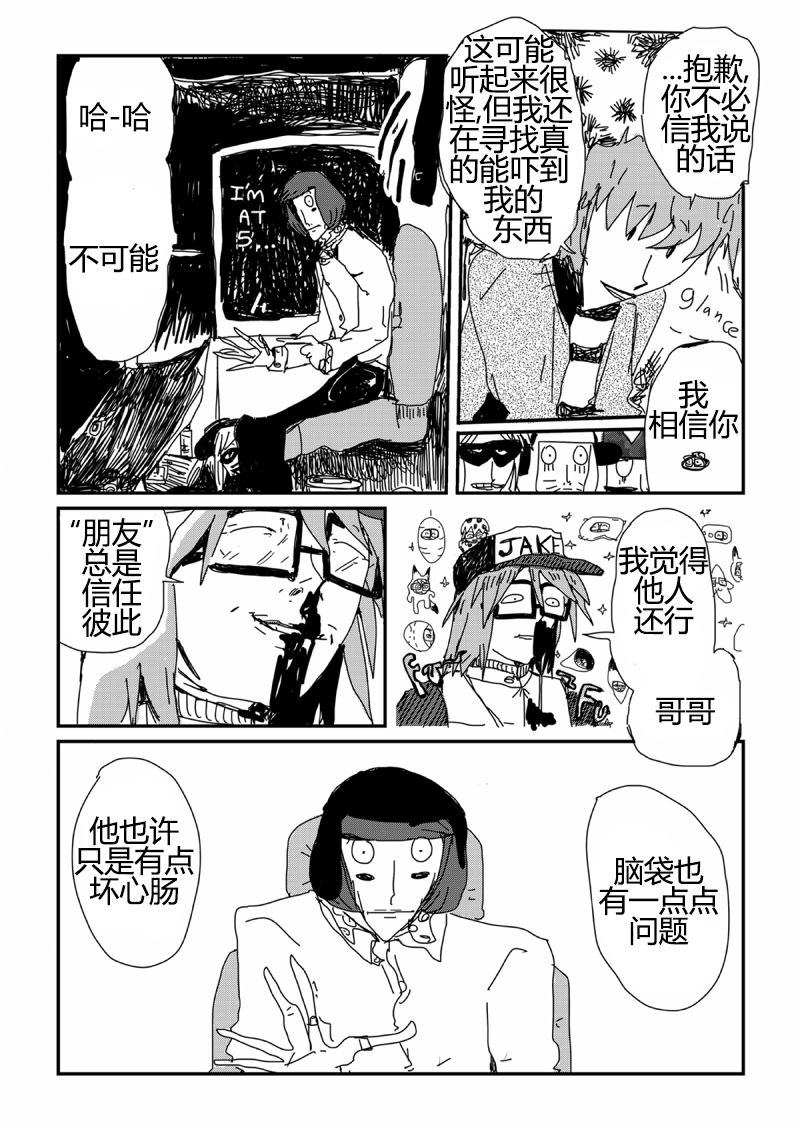 …抱歉,
你不必
信我说
的话
这可能
听起来很
怪,但我还
在寻找真
的能吓到
我的
东西
glance
我
相信你
哈-哈
不可能
I'M
AT
5...
JAKE
我觉得
他人
还行
哥哥
“朋友”
总是
信任
彼此
脑袋也
有一点点
问题
他也许
只是有点
坏心肠